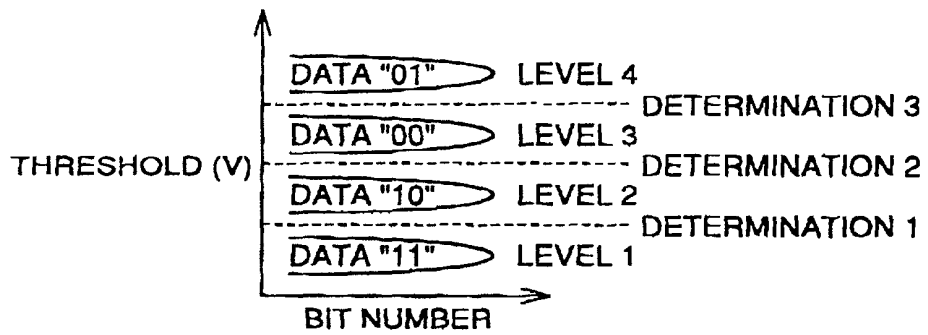 DATA "01" LEVEL 4
DETERMINATION 3
DATA "00" LEVEL 3
THRESHOLD (V)
DETERMINATION 2
DATA "10" LEVEL 2
DETERMINATION 1
DATA "11" LEVEL 1
BIT NUMBER